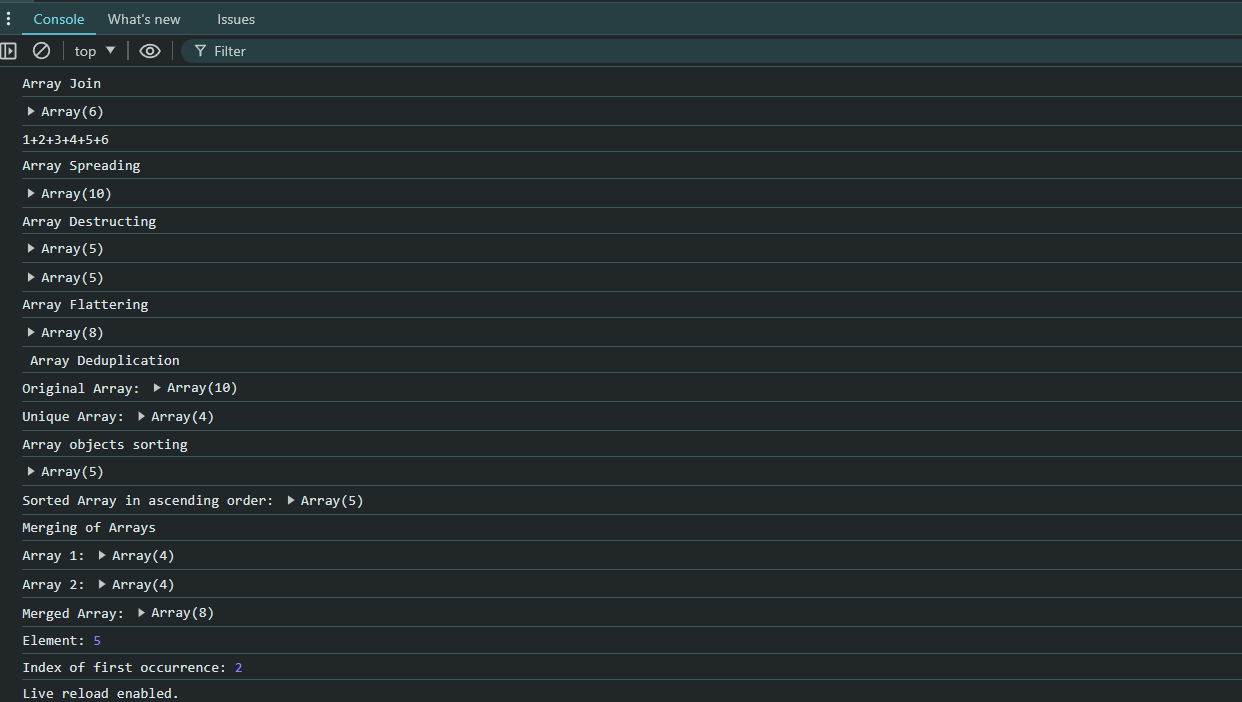 Console What's new Issues
top Filter
Array Join
Array(6)
1+2+3+4+5+6
Array Spreading
Array(10)
Array Destructing
Array(5)
Array(5)
Array Flattering
Array(8)
Array Deduplication
Original Array: Array(10)
Unique Array: Array(4)
Array objects sorting
Array(5)
Sorted Array in ascending order: Array(5)
Merging of Arrays
Array 1: Array(4)
Array 2: Array(4)
Merged Array: Array(8)
Element: 5
Index of first occurrence: 2
Live reload enabled.